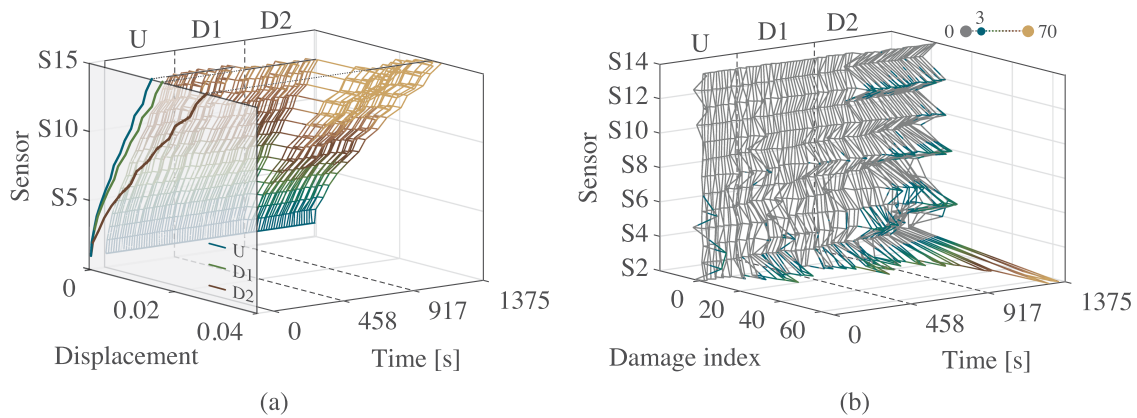 U D1 D2
S15
S10
S5
Sensor
U
D1
D2
0
0.02
0.04
Displacement
0
458
917
1375
Time [s]
(a)
0 3 70
U D1 D2
S14
S12
S10
S8
S6
S4
S2
Sensor
0
20
40
60
Damage index
0
458
917
1375
Time [s]
(b)